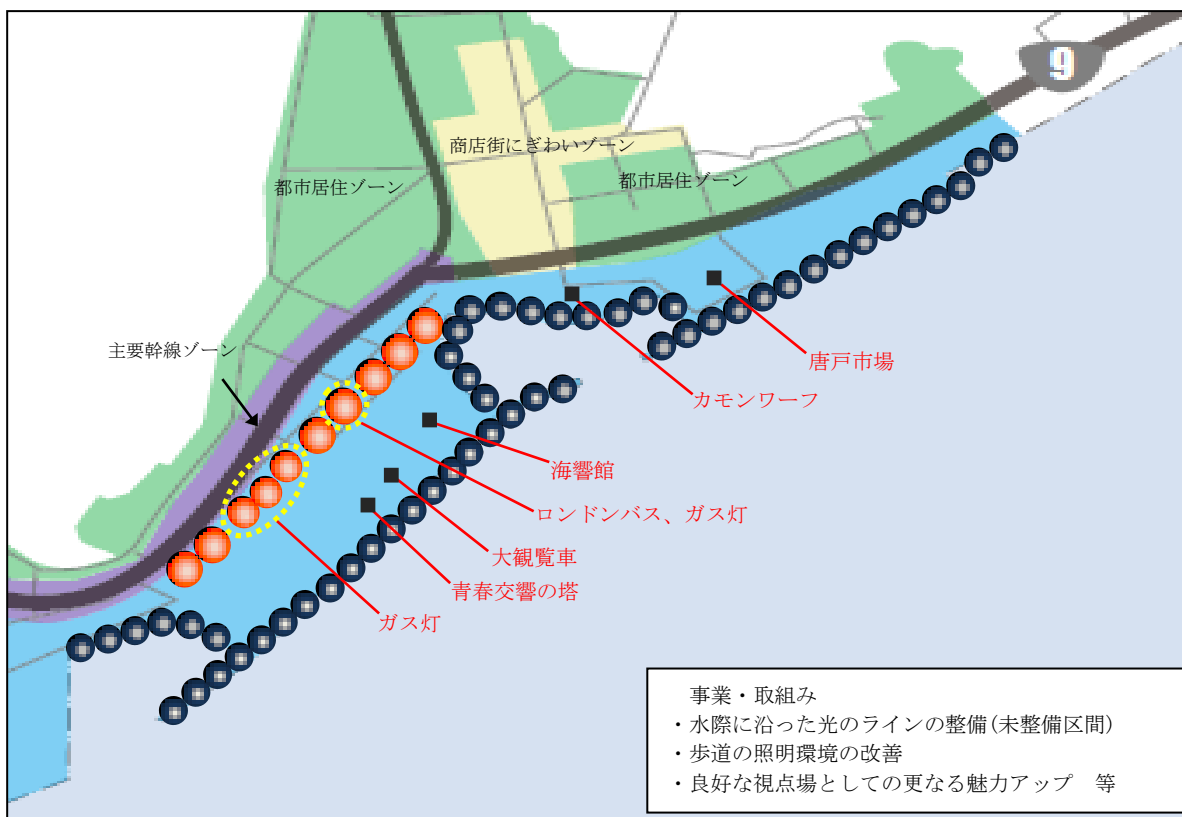 9
商店街にぎわいゾーン
都市居住ゾーン
都市居住ゾーン
主要幹線ゾーン
唐戸市場
カモンワーフ
海響館
ロンドンバス、ガス灯
大観覧車
青春交響の塔
ガス灯
事業・取組み
・水際に沿った光のラインの整備(未整備区間)
・歩道の照明環境の改善
・良好な視点場としての更なる魅力アップ　等